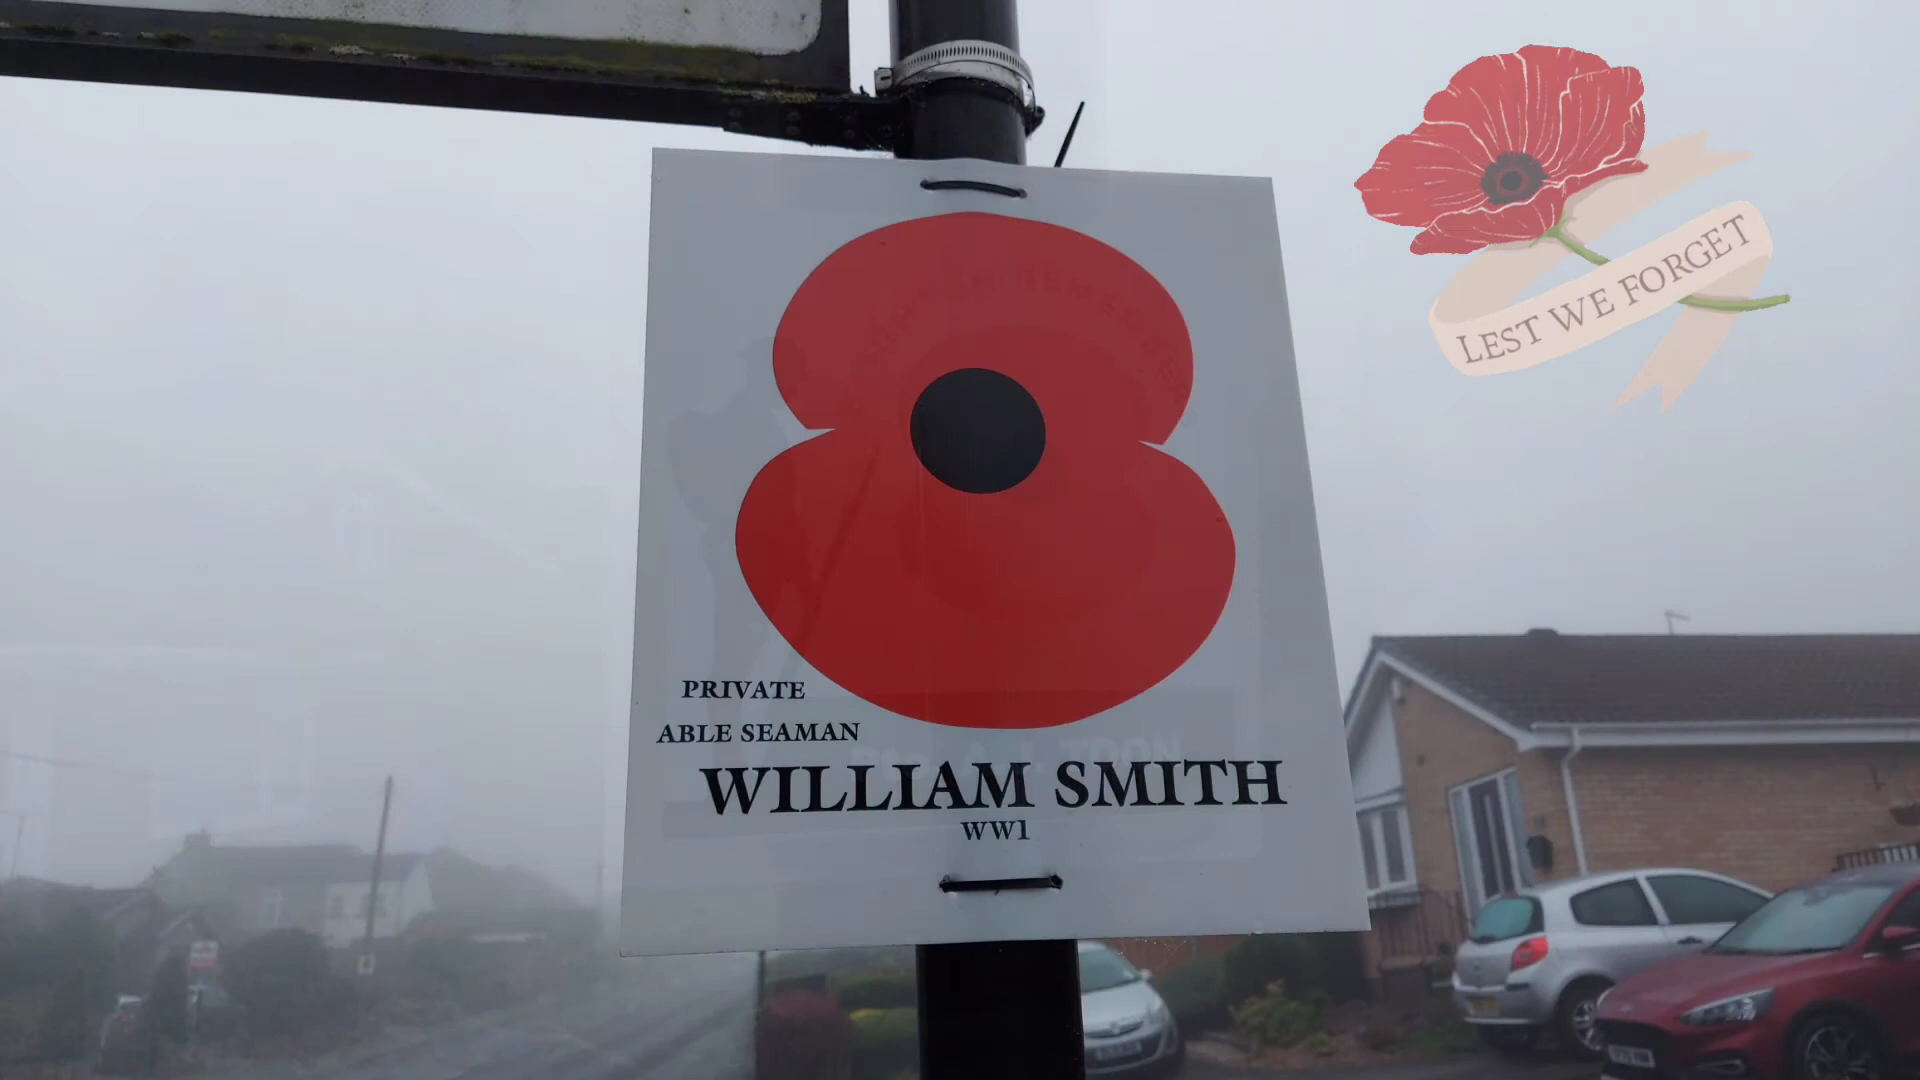 LEST WE FORGET
PRIVATE
ABLE SEAMAN
WILLIAM SMITH
WW1